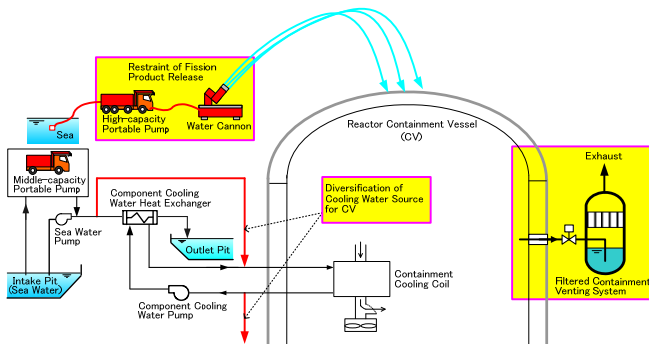 Restraint of Fission
Product Release
High-capacity
Portable Pump
Water Cannon
Sea
Reactor Containment Vessel
(CV)
Exhaust
Middle-capacity
Portable Pump
Component Cooling
Water Heat Exchanger
Diversification of
Cooling Water Source
for CV
Sea Water
Pump
Outlet Pit
Intake Pit
(Sea Water)
Component Cooling
Water Pump
Containment
Cooling Coil
Filtered Containment
Venting System